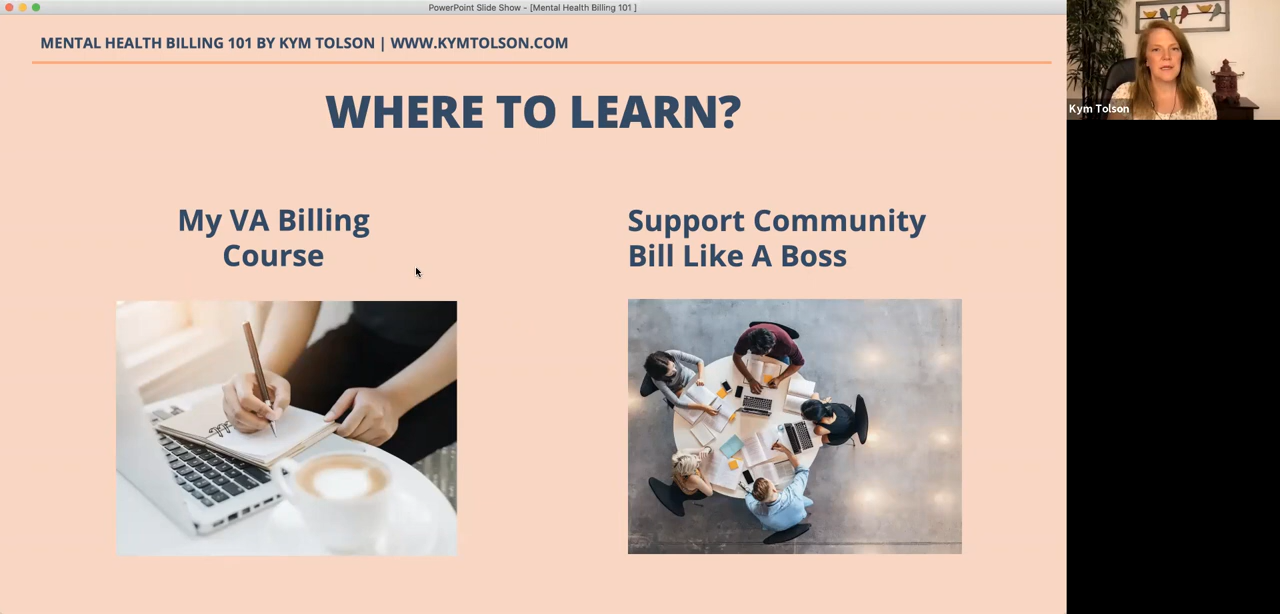 PowerPoint Slide Show - [Mental Health Billing 101 ]
MENTAL HEALTH BILLING 101 BY KYM TOLSON | WWW.KYMTOLSON.COM
Kym Tolson
WHERE TO LEARN?
My VA Billing
Course
Support Community
Bill Like A Boss